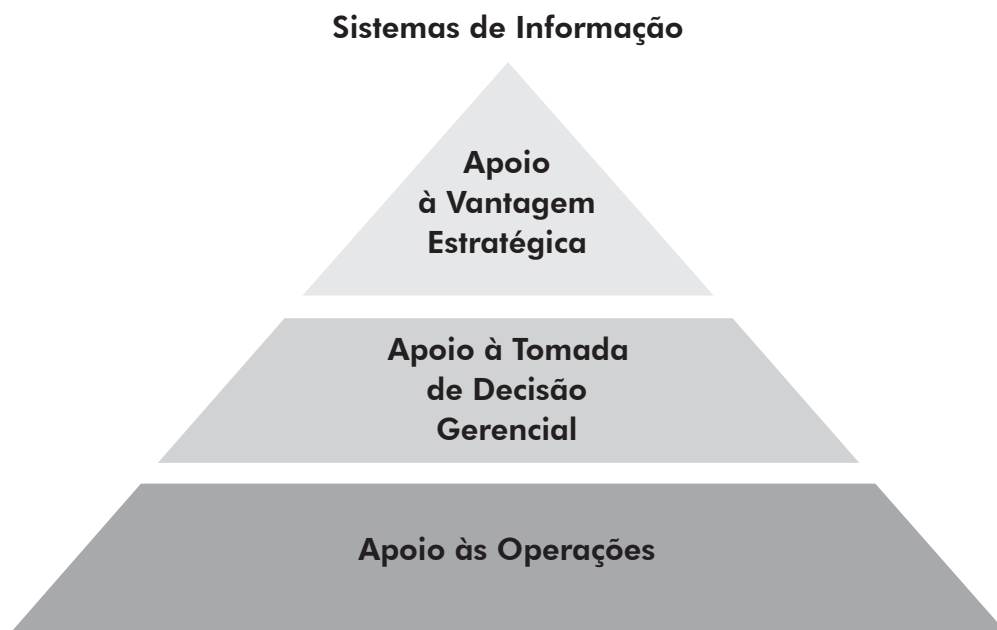 Sistemas de Informação
Apoio
à Vantagem
Estratégica
Apoio à Tomada
de Decisão
Gerencial
Apoio às Operações